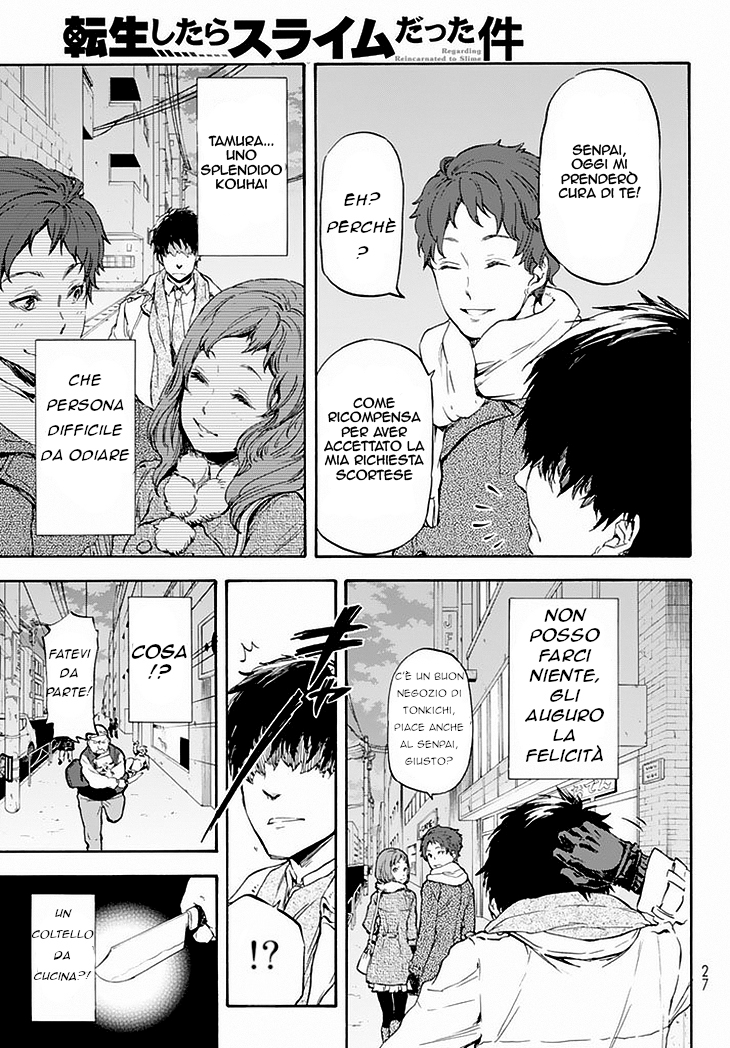 転生したらスライムだった件
Regarding
Reincarnated to Slime
SENPAI,
OGGI MI
PRENDERÒ
CURA DI TE!
EH?
PERCHÈ
?
COME
RICOMPENSA
PER AVER
ACCETTATO LA
MIA RICHIESTA
SCORTESE
TAMURA...
UNO
SPLENDIDO
KOUHAI
CHE
PERSONA
DIFFICILE
DA ODIARE
NON
POSSO
FARCI
NIENTE,
GLI
AUGURO
LA
FELICITÀ
C'È UN BUON
NEGOZIO DI
TONKICHI,
PIACE ANCHE
AL SENPAI,
GIUSTO?
!?
COSA
!?
FATEVI
DA
PARTE!
UN
COLTELLO
DA
CUCINA?!
27